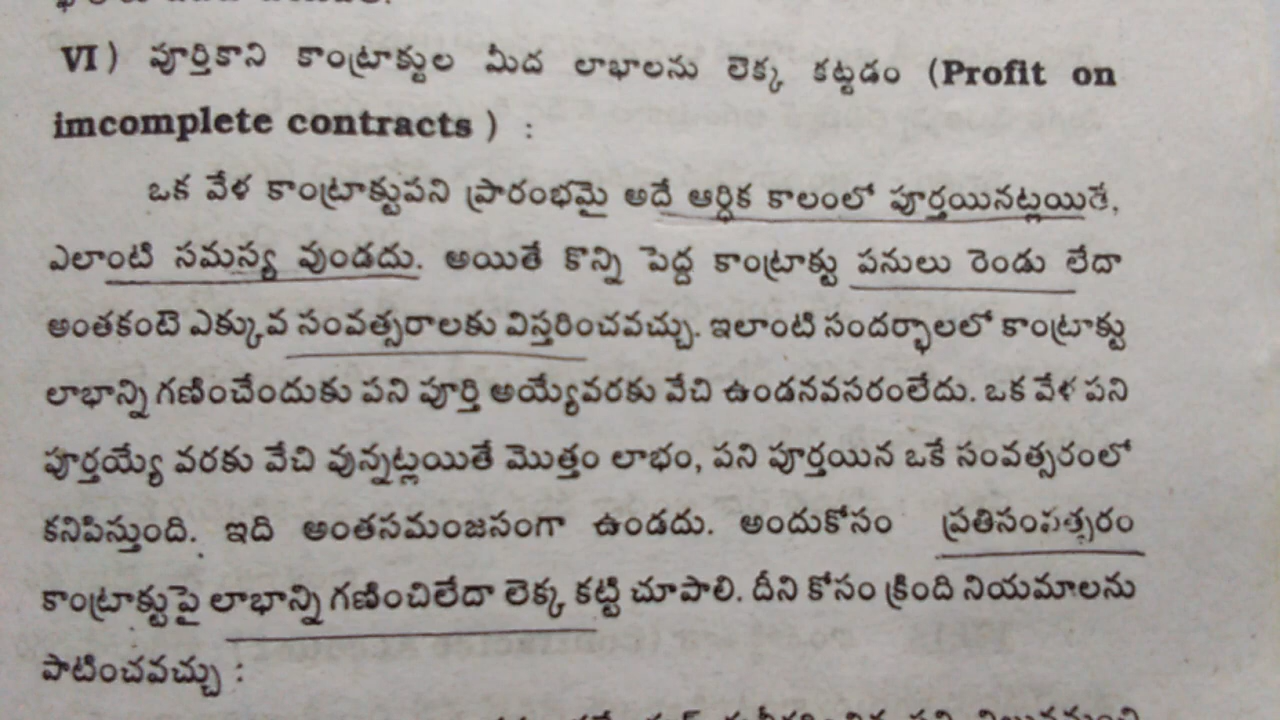 VI) పూర్తికాని కాంట్రాక్టుల మీద లాభాలను లెక్క కట్టడం (Profit on
imcomplete contracts ) :
ఒక వేళ కాంట్రాక్టుపని ప్రారంభమై అదే ఆర్ధిక కాలంలో పూర్తయినట్లయితే,
ఎలాంటి సమస్య వుండదు. అయితే కొన్ని పెద్ద కాంట్రాక్టు పనులు రెండు లేదా
అంతకంటె ఎక్కువ సంవత్సరాలకు విస్తరించవచ్చు. ఇలాంటి సందర్భాలలో కాంట్రాక్టు
లాభాన్ని గణించేందుకు పని పూర్తి అయ్యేవరకు వేచి ఉండనవసరంలేదు. ఒక వేళ పని
పూర్తయ్యే వరకు వేచి వున్నట్లయితే మొత్తం లాభం, పని పూర్తయిన ఒకే సంవత్సరంలో
కనిపిస్తుంది. ఇది అంతసమంజసంగా ఉండదు. అందుకోసం ప్రతిసంవత్సరం
కాంట్రాక్టుపై లాభాన్ని గణించిలేదా లెక్క కట్టి చూపాలి. దీని కోసం క్రింది నియమాలను
పాటించవచ్చు :